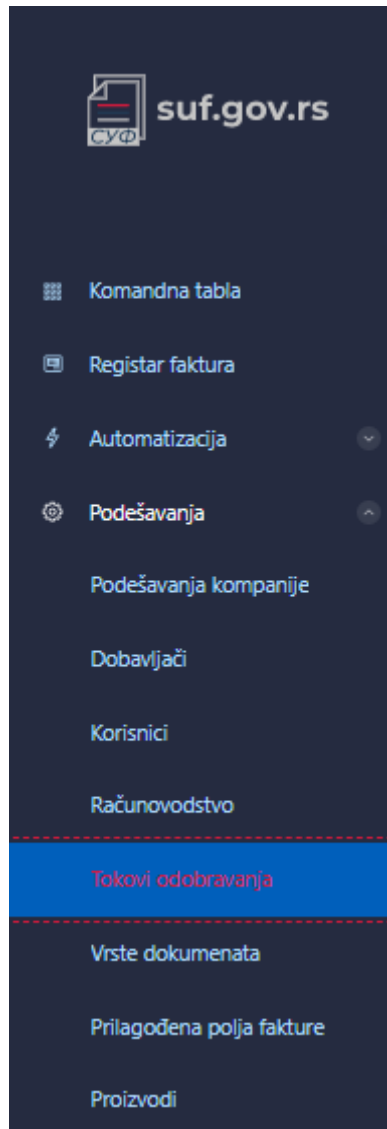 СУФ
suf.gov.rs
Komandna tabla
Registar faktura
Automatizacija
Podešavanja
Podešavanja kompanije
Dobavljači
Korisnici
Računovodstvo
Tokovi odobravanja
Vrste dokumenata
Prilagođena polja fakture
Proizvodi